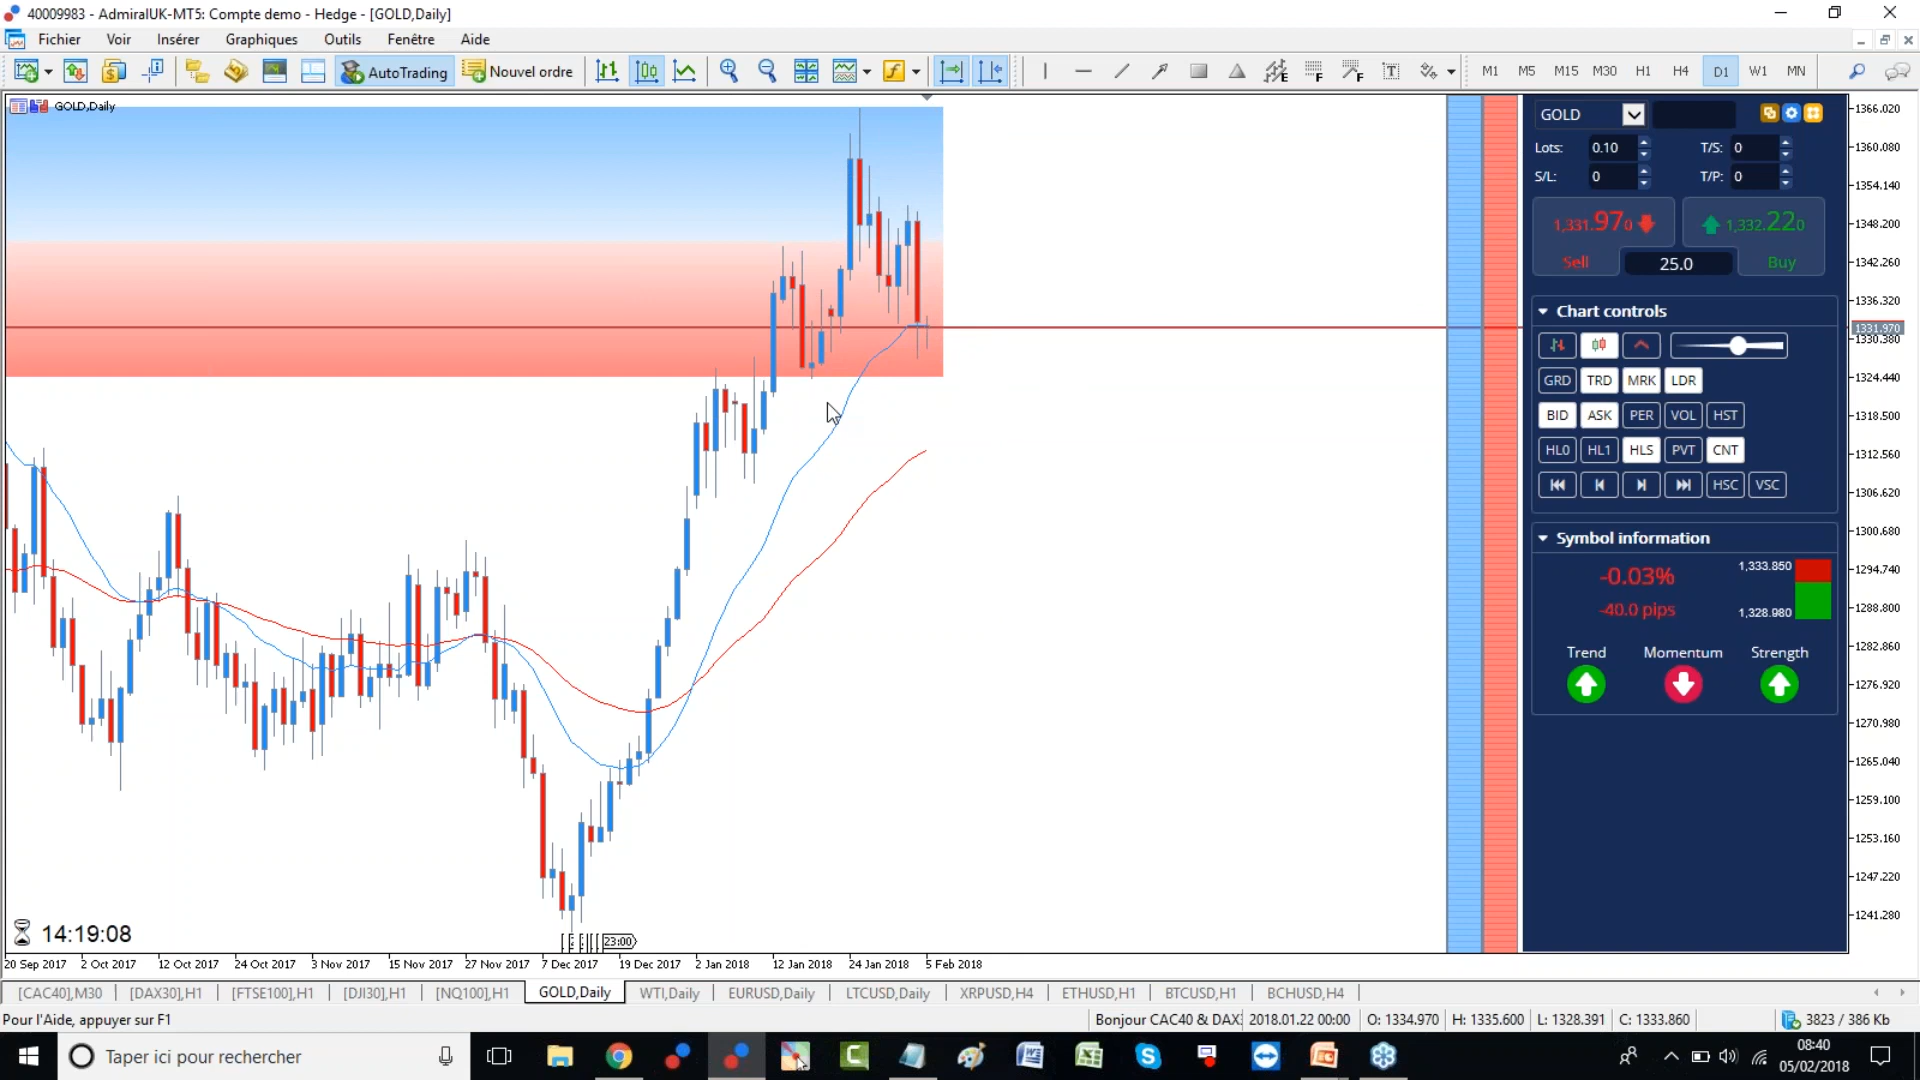 40009983 - AdmiralUK-MT5: Compte demo - Hedge - [GOLD,Daily]
Fichier Voir Insérer Graphiques Outils Fenêtre Aide
AutoTrading Nouvel ordre M1 M5 M15 M30 H1 H4 D1 W1 MN
GOLD,Daily
GOLD
Lots: 0.10 T/S: 0
S/L: 0 T/P: 0
1,331.970 1,332.220
Sell 25.0 Buy
Chart controls
GRD TRD MRK LDR
BID ASK PER VOL HST
HL0 HL1 HLS PVT CNT
HSC VSC
Symbol information
-0.03% 1,333.850
-40.0 pips 1,328.980
Trend Momentum Strength
1366.020
1360.080
1354.140
1348.200
1342.260
1336.320
1331.970
1330.380
1324.440
1318.500
1312.560
1306.620
1300.680
1294.740
1288.800
1282.860
1276.920
1270.980
1265.040
1259.100
1253.160
1247.220
1241.280
14:19:08
23:00
20 Sep 2017 2 Oct 2017 12 Oct 2017 24 Oct 2017 3 Nov 2017 15 Nov 2017 27 Nov 2017 7 Dec 2017 19 Dec 2017 2 Jan 2018 12 Jan 2018 24 Jan 2018 5 Feb 2018
[CAC40],M30 [DAX30],H1 [FTSE100],H1 [DJI30],H1 [NQ100],H1 GOLD,Daily WTI,Daily EURUSD,Daily LTCUSD,Daily XRPUSD,H4 ETHUSD,H1 BTCUSD,H1 BCHUSD,H4
Pour l'Aide, appuyer sur F1 Bonjour CAC40 & DAX 2018.01.22 00:00 O: 1334.970 H: 1335.600 L: 1328.391 C: 1333.860 3823 / 386 Kb
Taper ici pour rechercher
08:40
05/02/2018